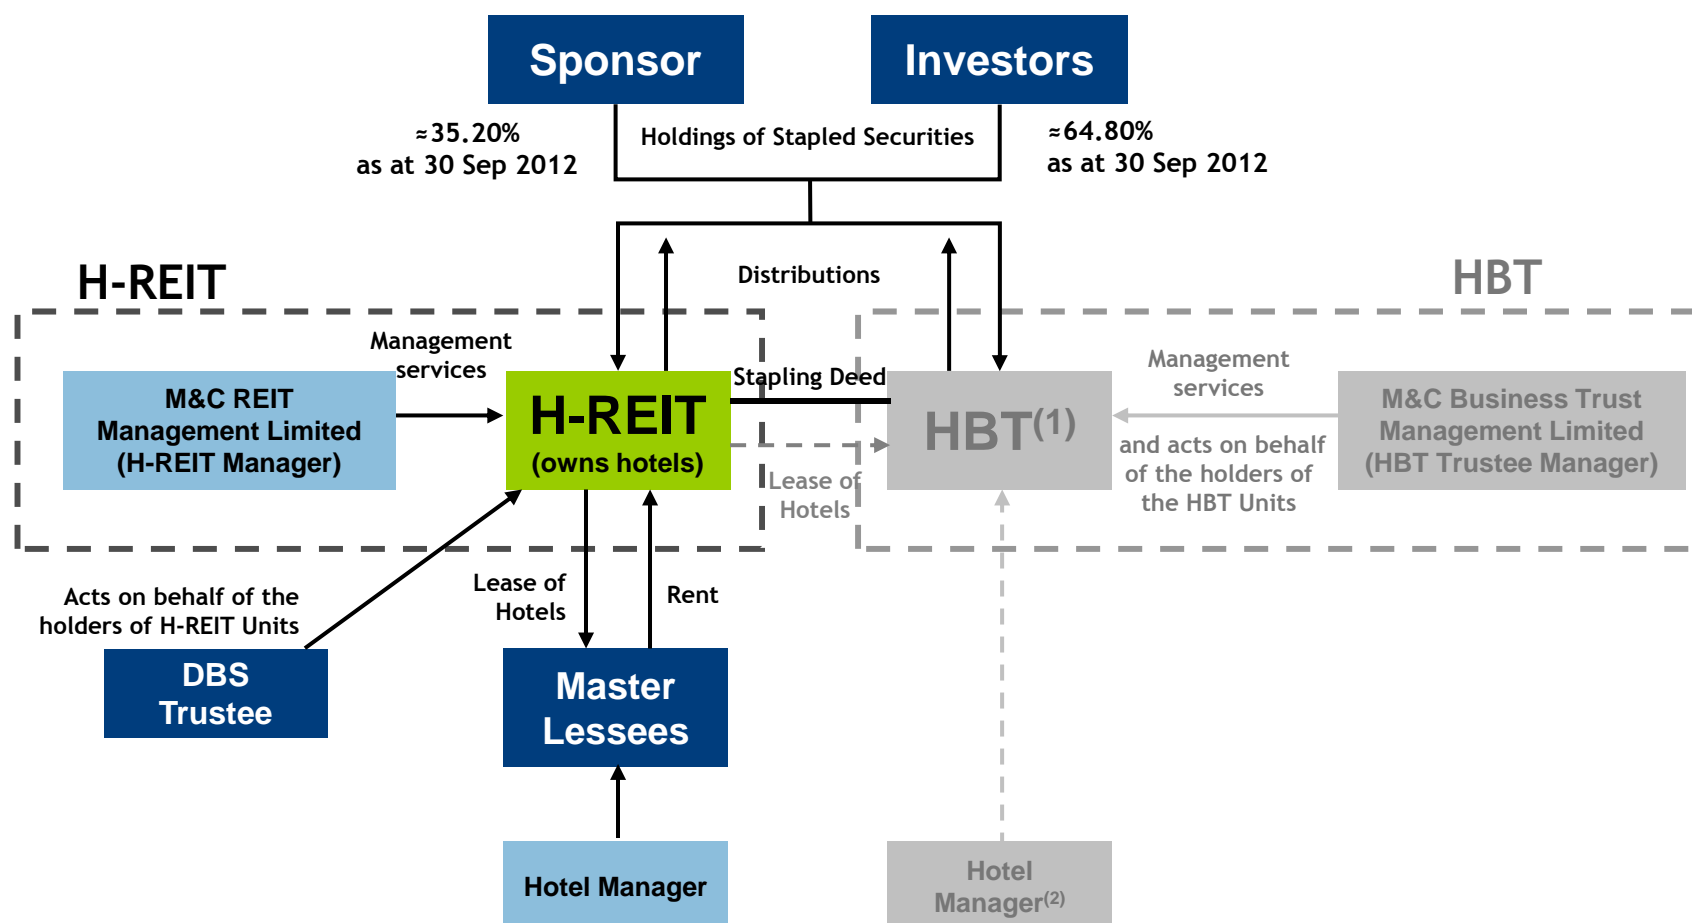 Sponsor
Investors
≈35.20%
as at 30 Sep 2012
Holdings of Stapled Securities
≈64.80%
as at 30 Sep 2012
H-REIT
Distributions
HBT
Management
services
Stapling Deed
Management
services
M&C REIT
Management Limited
(H-REIT Manager)
H-REIT
(owns hotels)
HBT(1)
and acts on behalf
of the holders of
the HBT Units
M&C Business Trust
Management Limited
(HBT Trustee Manager)
Lease of
Hotels
Acts on behalf of the
holders of H-REIT Units
Lease of
Hotels
Rent
DBS
Trustee
Master
Lessees
Hotel Manager
Hotel
Manager(2)